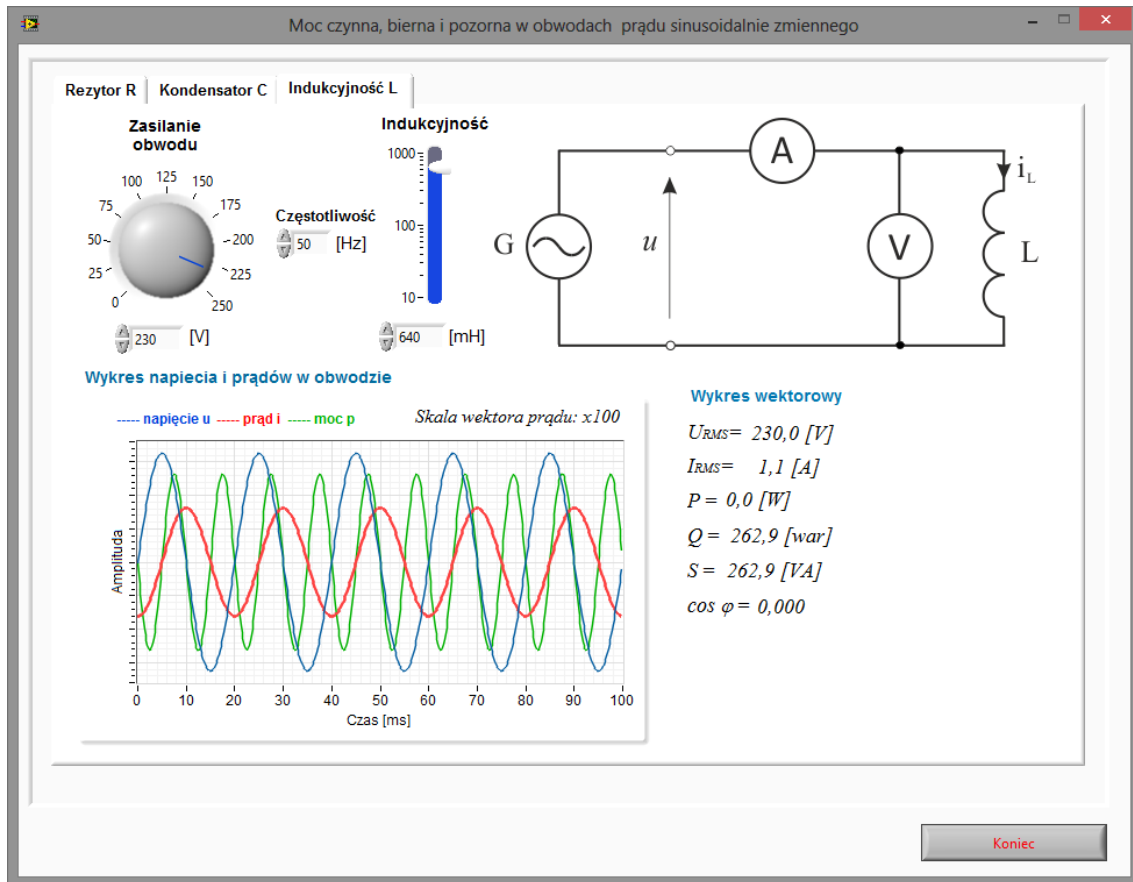 Moc czynna, bierna i pozorna w obwodach prądu sinusoidalnie zmiennego
Rezytor R
Kondensator C
Indukcyjność L
Zasilanie
obwodu
0
25
50
75
100
125
150
175
200
225
250
230 [V]
Częstotliwość
50 [Hz]
Indukcyjność
1000
100
10
640 [mH]
A
i L
G
u
V
L
Wykres napiecia i prądów w obwodzie
----- napięcie u ----- prąd i ----- moc p
Skala wektora prądu: x100
Amplituda
0 10 20 30 40 50 60 70 80 90 100
Czas [ms]
Wykres wektorowy
URMS= 230,0 [V]
IRMS= 1,1 [A]
P = 0,0 [W]
Q = 262,9 [war]
S = 262,9 [VA]
cos φ = 0,000
Koniec